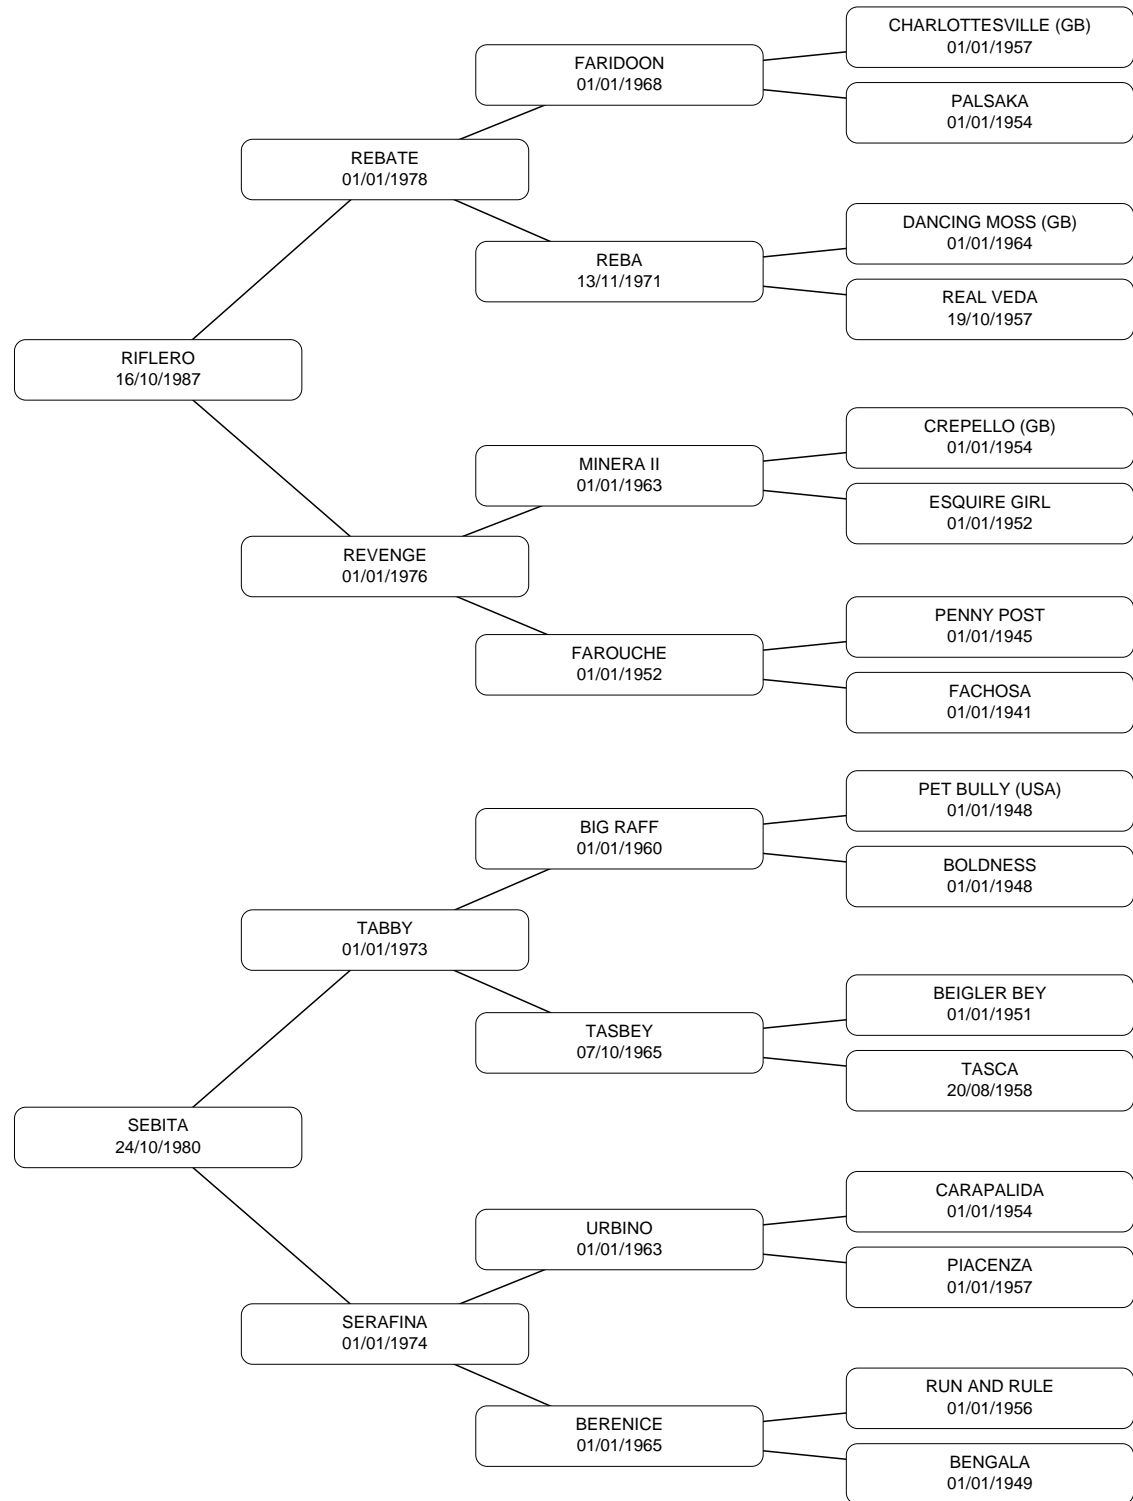 CHARLOTTESVILLE (GB)
01/01/1957
FARIDOON
01/01/1968
PALSAKA
01/01/1954
REBATE
01/01/1978
DANCING MOSS (GB)
01/01/1964
REBA
13/11/1971
REAL VEDA
19/10/1957
RIFLERO
16/10/1987
CREPELLO (GB)
01/01/1954
MINERA II
01/01/1963
ESQUIRE GIRL
01/01/1952
REVENGE
01/01/1976
PENNY POST
01/01/1945
FAROUCHE
01/01/1952
FACHOSA
01/01/1941
PET BULLY (USA)
01/01/1948
BIG RAFF
01/01/1960
BOLDNESS
01/01/1948
TABBY
01/01/1973
BEIGLER BEY
01/01/1951
TASBEY
07/10/1965
TASCA
20/08/1958
SEBITA
24/10/1980
CARAPALIDA
01/01/1954
URBINO
01/01/1963
PIACENZA
01/01/1957
SERAFINA
01/01/1974
RUN AND RULE
01/01/1956
BERENICE
01/01/1965
BENGALA
01/01/1949